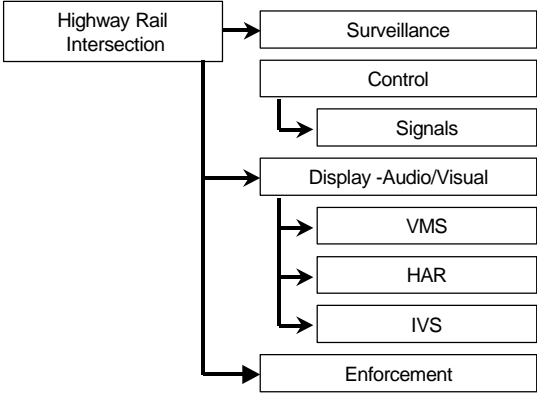 Highway Rail
Intersection
Surveillance
Control
Signals
Display -Audio/Visual
VMS
HAR
IVS
Enforcement